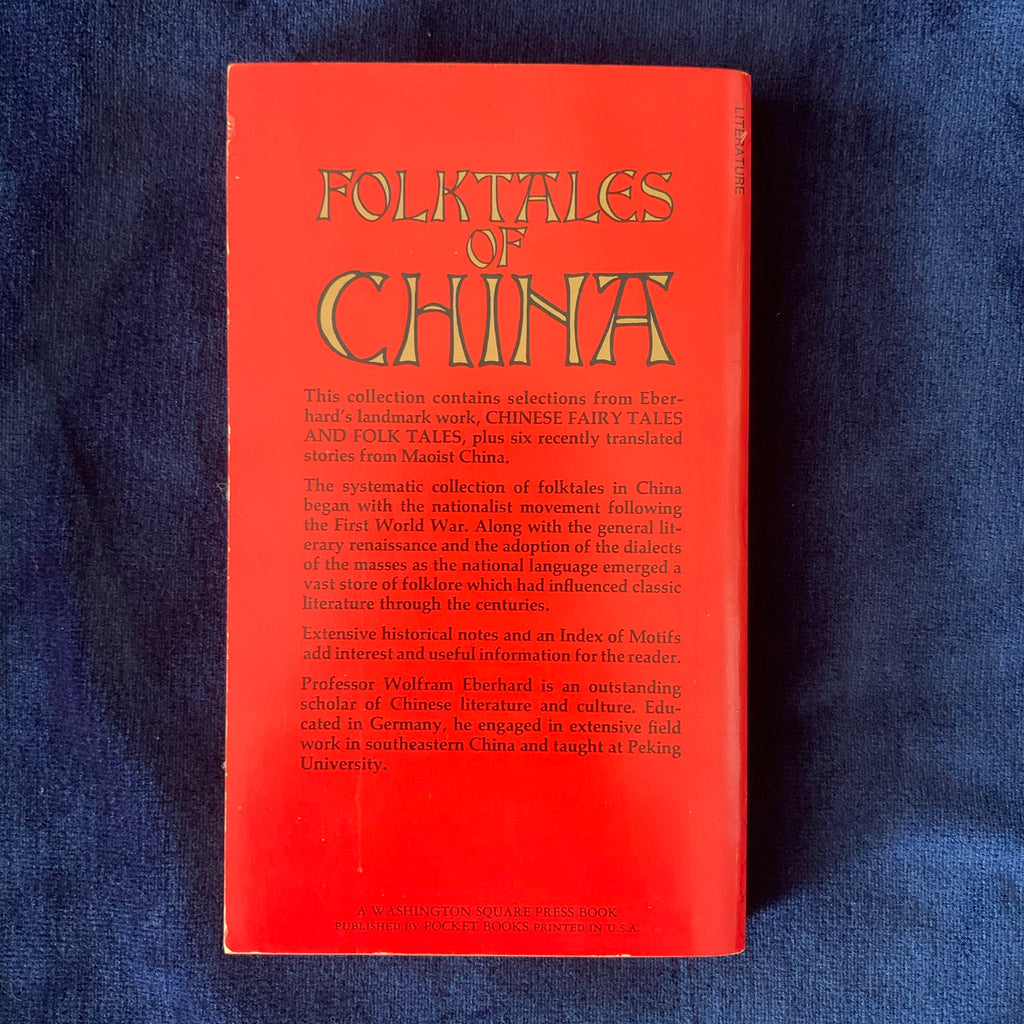 LITERATURE
FOLKTALES
OF
CHINA
This collection contains selections from Eber-
hard's landmark work, CHINESE FAIRY TALES
AND FOLK TALES, plus six recently translated
stories from Maoist China.
The systematic collection of folktales in China
began with the nationalist movement following
the First World War. Along with the general lit-
erary renaissance and the adoption of the dialects
of the masses as the national language emerged a
vast store of folklore which had influenced classic
literature through the centuries.
Extensive historical notes and an Index of Motifs
add interest and useful information for the reader.
Professor Wolfram Eberhard is an outstanding
scholar of Chinese literature and culture. Edu-
cated in Germany, he engaged in extensive field
work in southeastern China and taught at Peking
University.
A WASHINGTON SQUARE PRESS BOOK
PUBLISHED BY POCKET BOOKS PRINTED IN U.S.A.